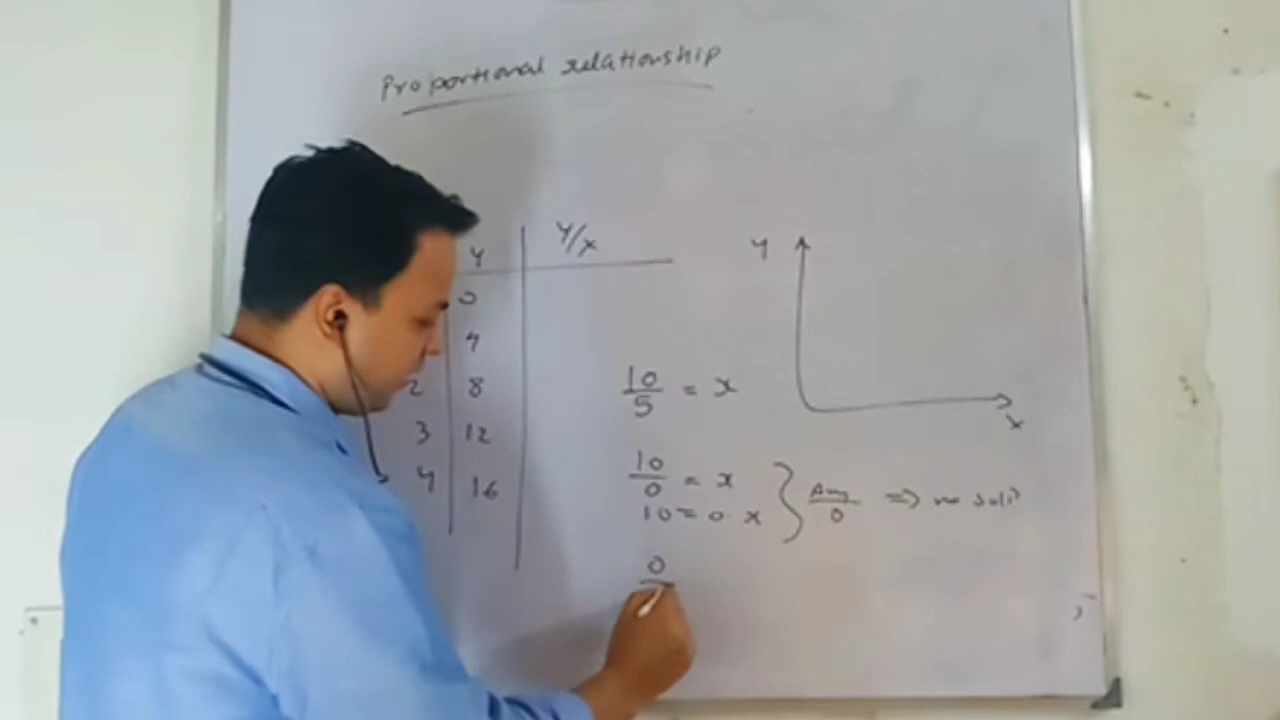 Proportional relationship
y y/x
0
4
2 8
3 12
4 16
10/5 = x
10/0 = x
10 = 0 . x } Any/0 => no sol
0
y
x